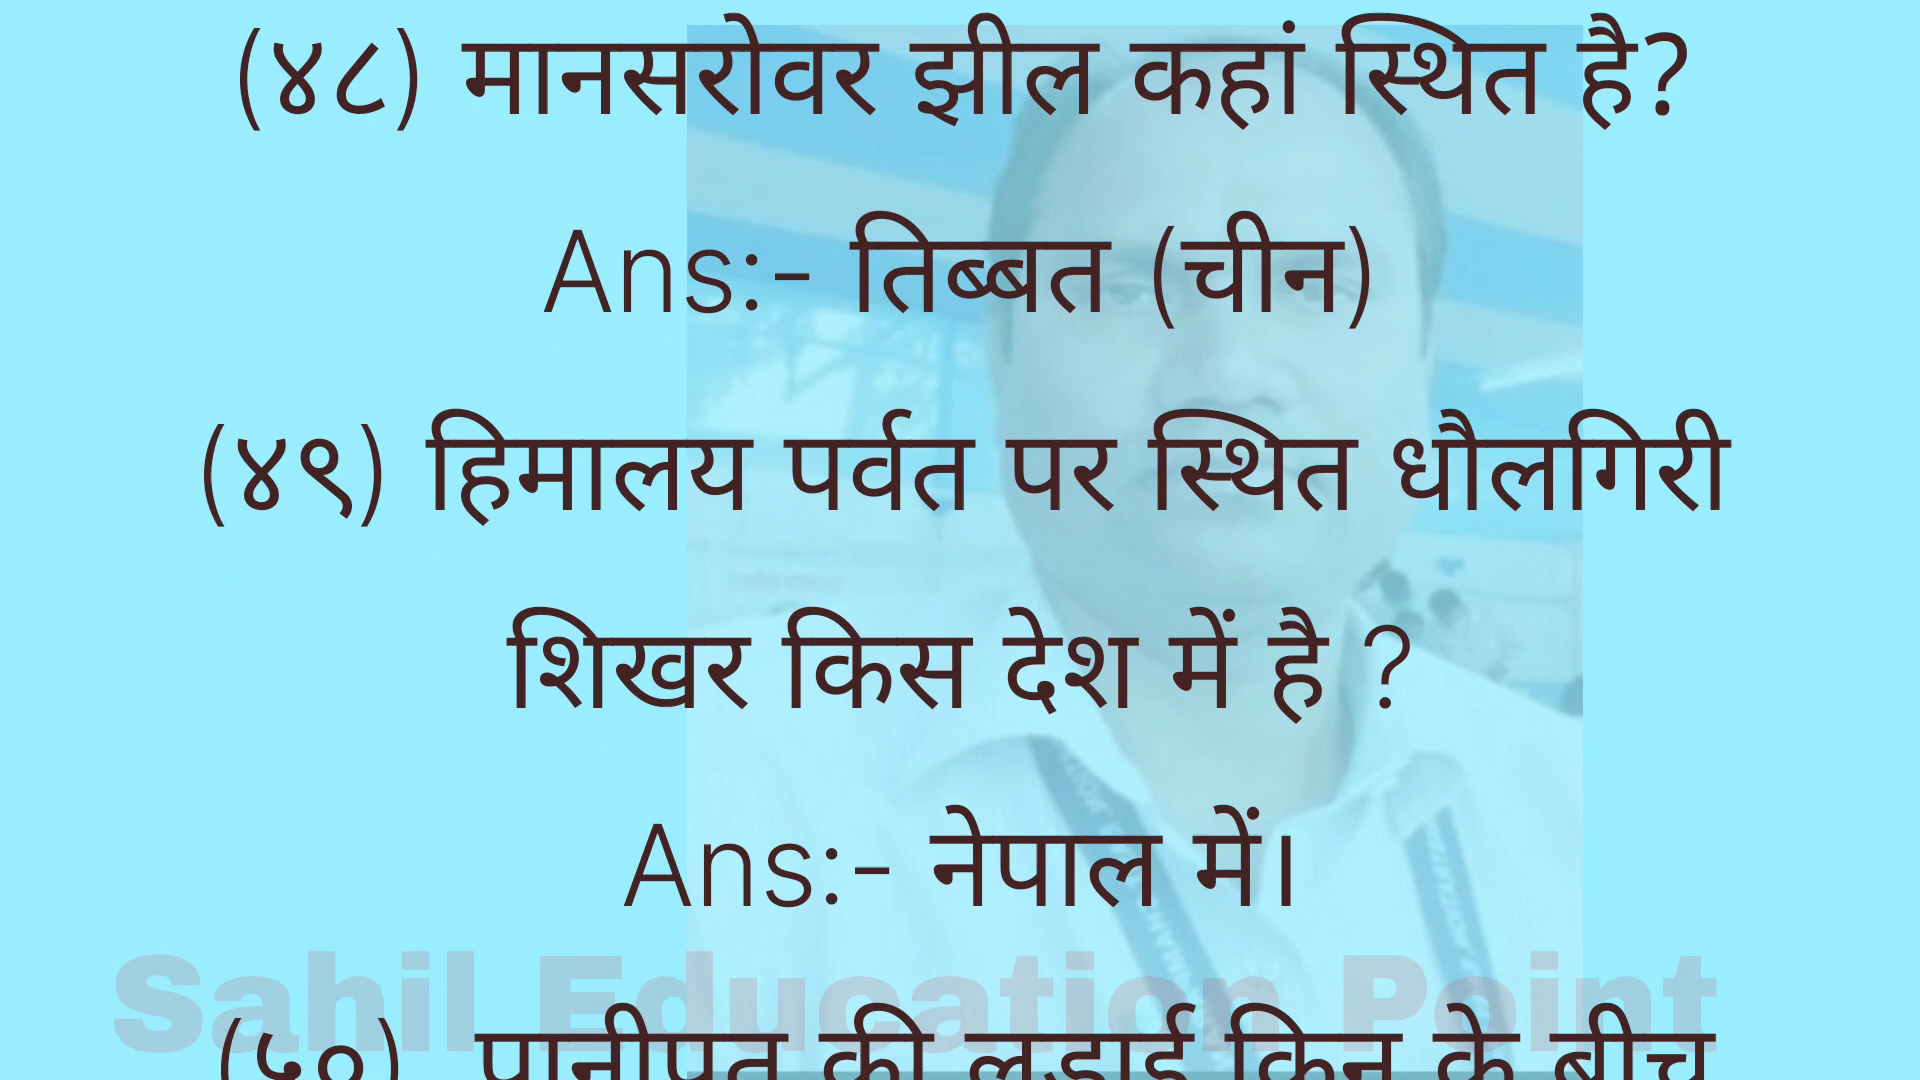 (४८) मानसरोवर झील कहां स्थित है?
Ans:- तिब्बत (चीन)
(४९) हिमालय पर्वत पर स्थित धौलगिरी
शिखर किस देश में है ?
Ans:- नेपाल में।
Sahil Education Point
(५०) पानीपत की लड़ाई किन के बीच